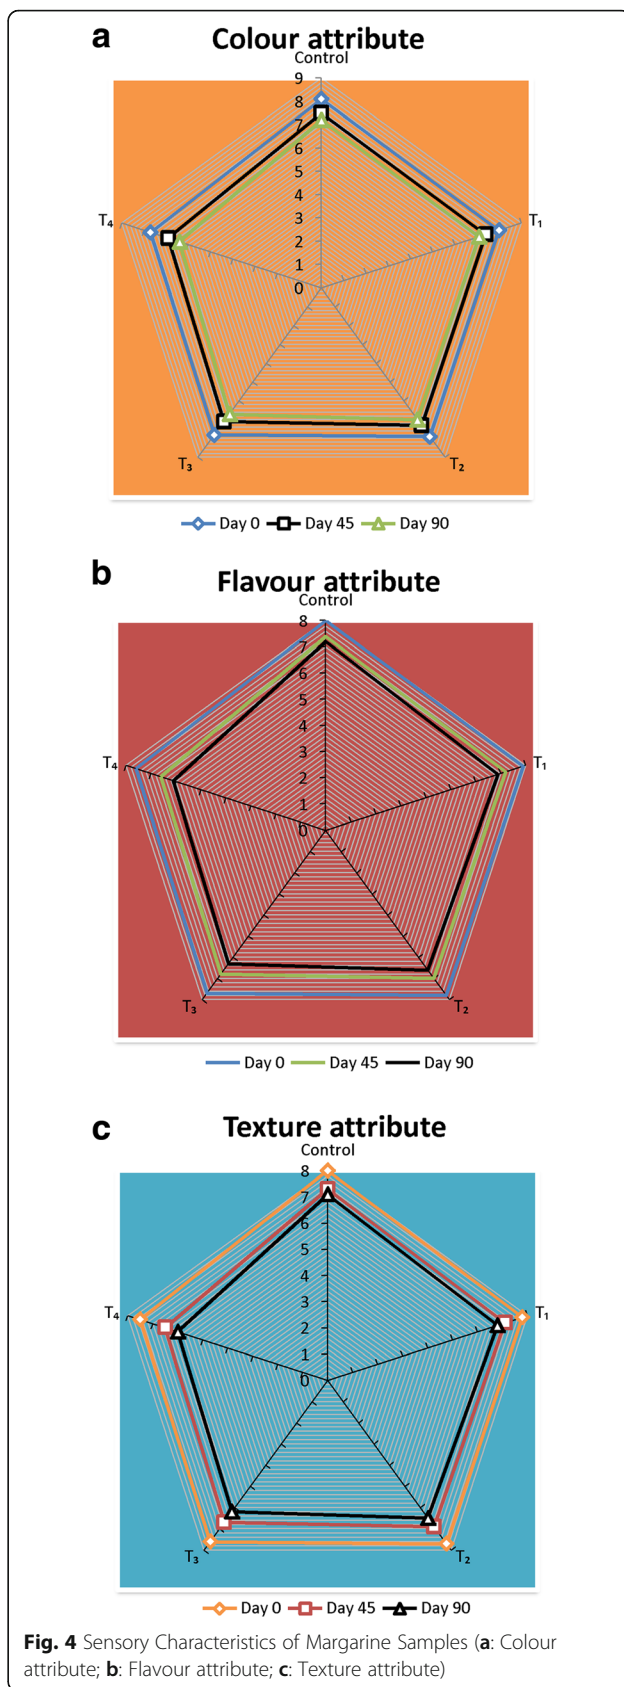 a
Colour attribute
Control
9
8
7
6
5
4
3
2
1
0
T₄
T₁
T₃
T₂
Day 0 Day 45 Day 90
b
Flavour attribute
Control
8
7
6
5
4
3
2
1
0
T₄
T₁
T₃
T₂
Day 0 Day 45 Day 90
c
Texture attribute
Control
8
7
6
5
4
3
2
1
0
T₄
T₁
T₃
T₂
Day 0 Day 45 Day 90
Fig. 4 Sensory Characteristics of Margarine Samples (a: Colour
attribute; b: Flavour attribute; c: Texture attribute)